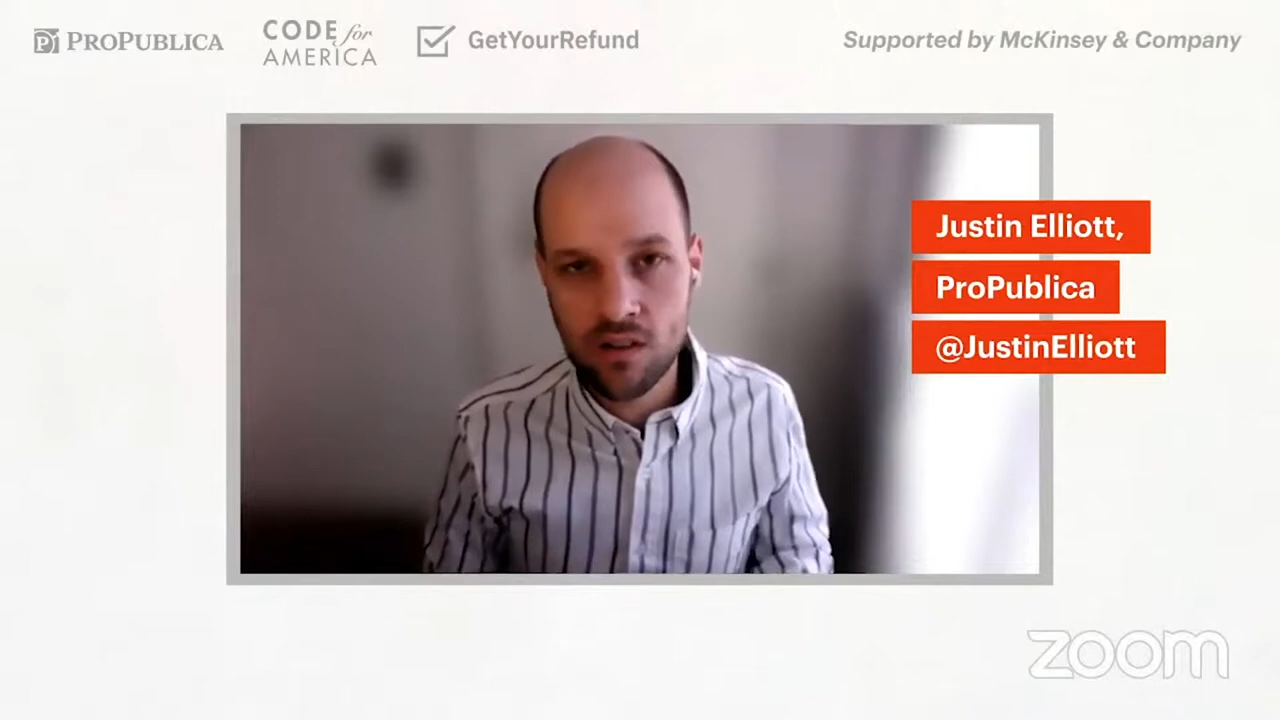 PROPUBLICA
CODE for
AMERICA
GetYourRefund
Supported by McKinsey & Company
Justin Elliott,
ProPublica
@JustinElliott
zoom